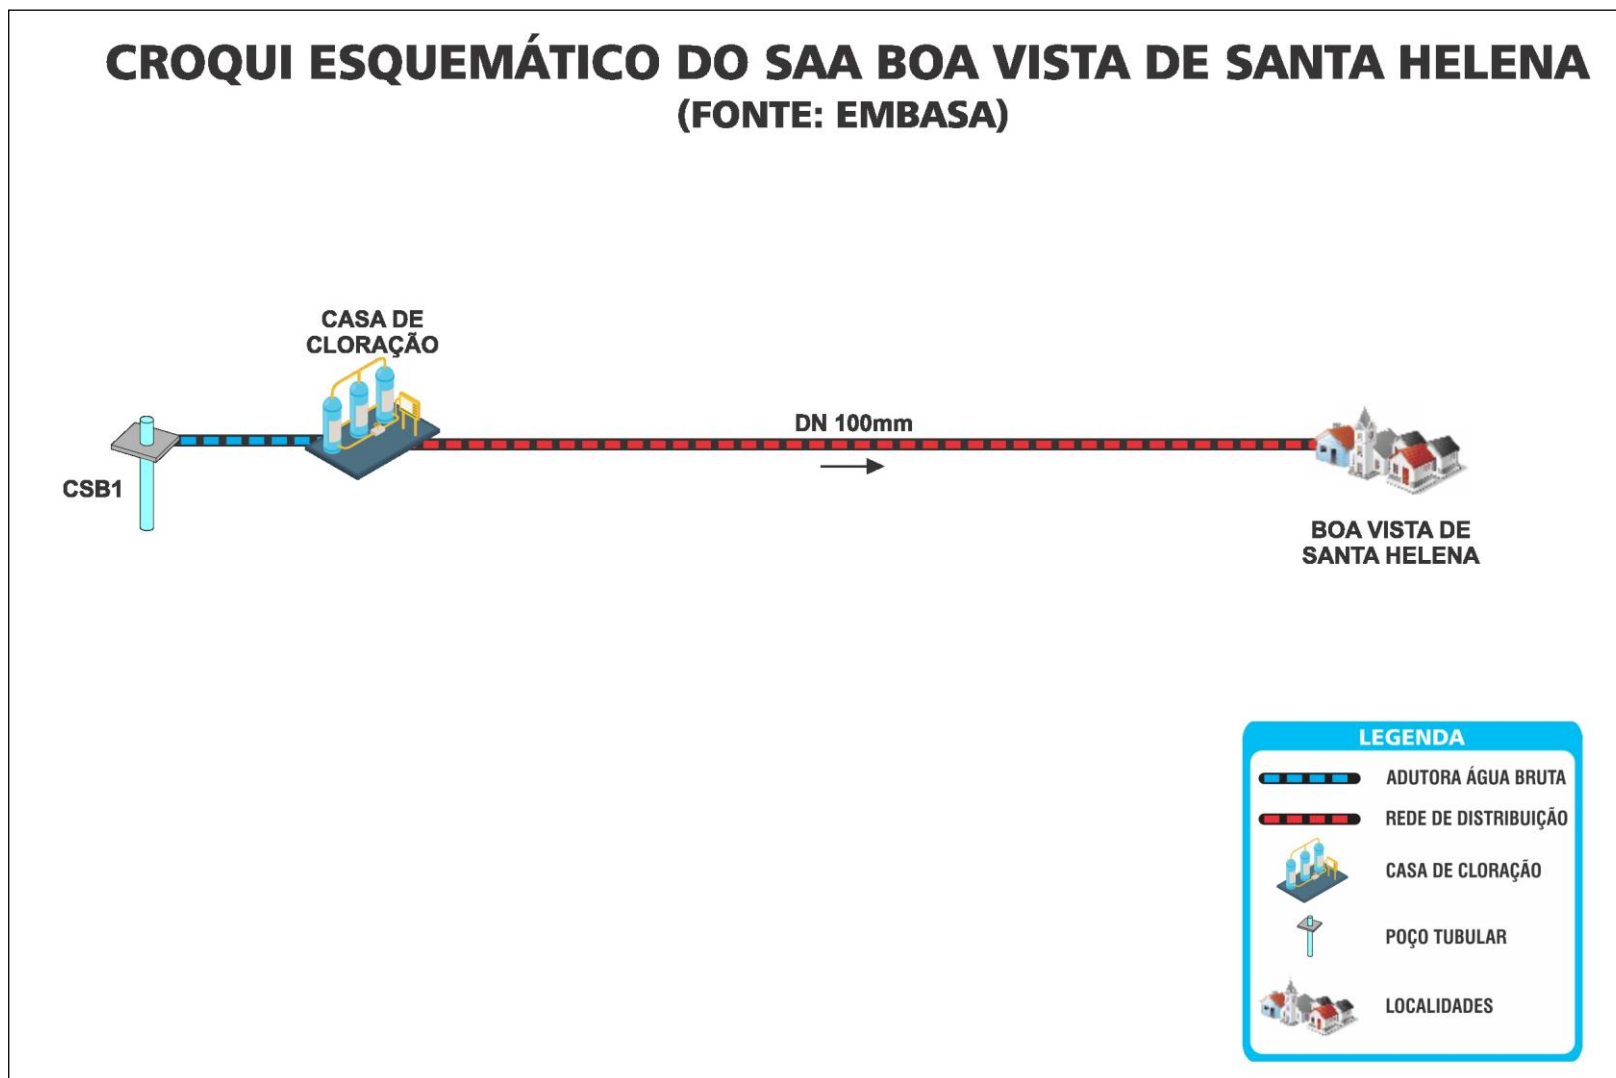 CROQUI ESQUEMÁTICO DO SAA BOA VISTA DE SANTA HELENA
(FONTE: EMBASA)
CASA DE
CLORAÇÃO
DN 100mm
CSB1
BOA VISTA DE
SANTA HELENA
LEGENDA
ADUTORA ÁGUA BRUTA
REDE DE DISTRIBUIÇÃO
CASA DE CLORAÇÃO
POÇO TUBULAR
LOCALIDADES